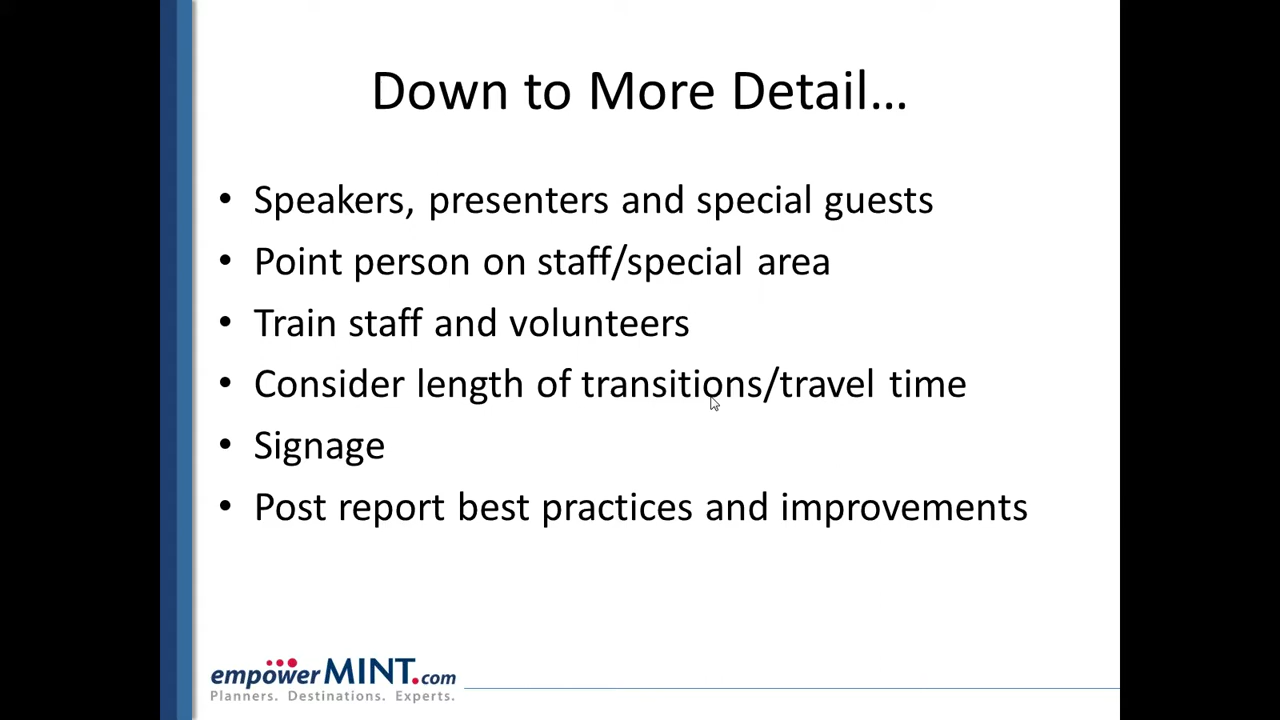 Down to More Detail…
• Speakers, presenters and special guests
• Point person on staff/special area
• Train staff and volunteers
• Consider length of transitions/travel time
• Signage
• Post report best practices and improvements
empowerMINT.com
Planners. Destinations. Experts.